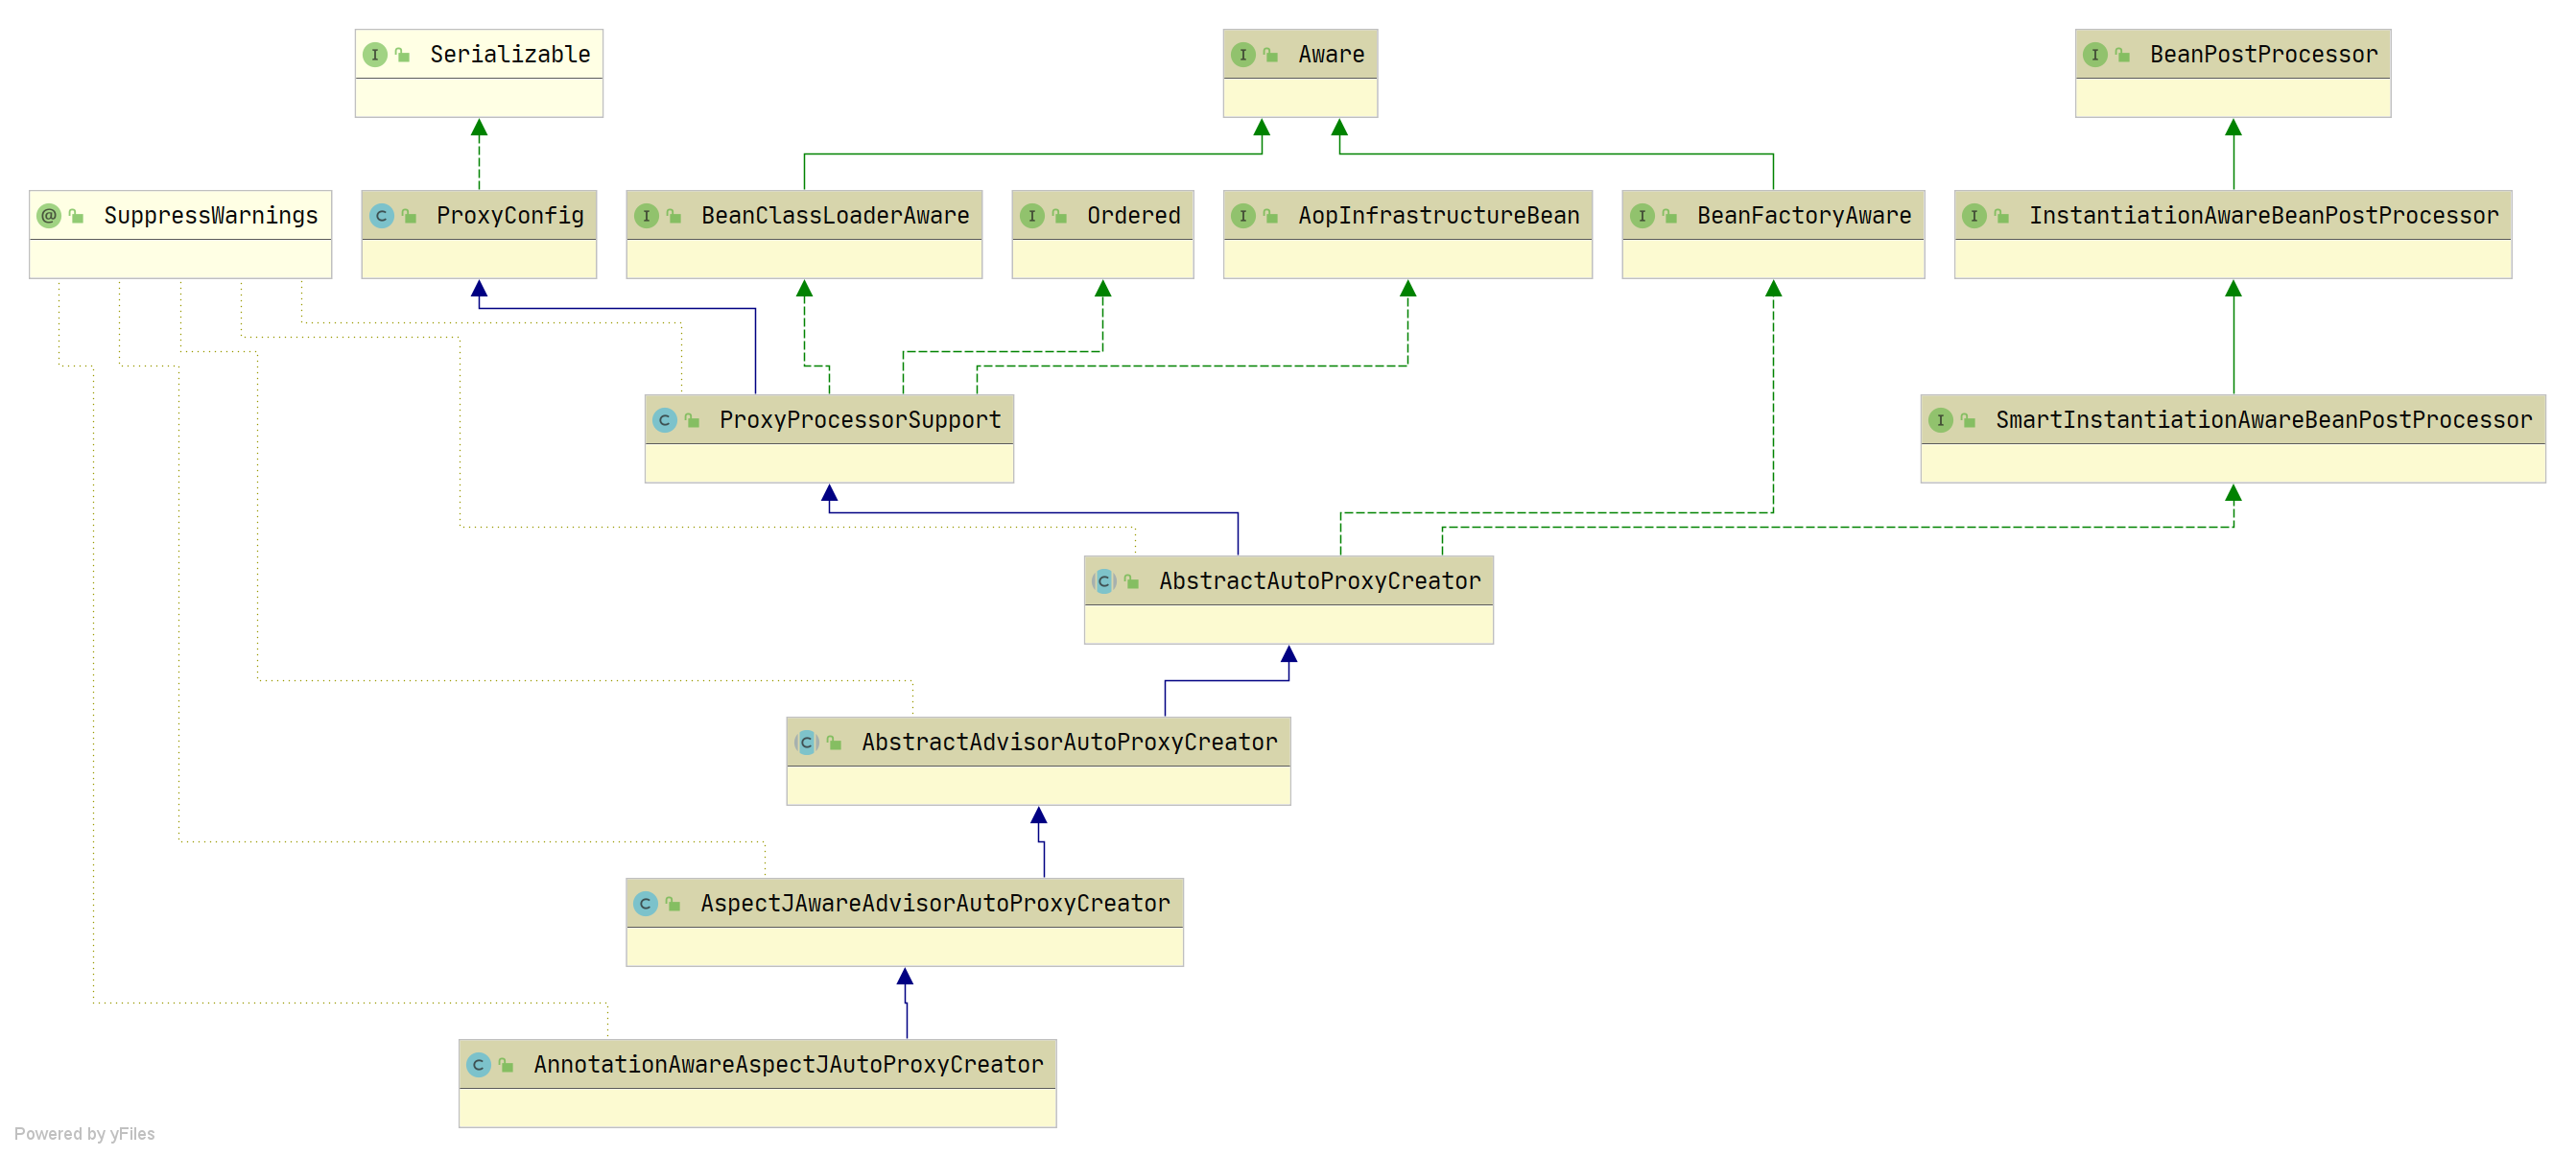 Serializable
Aware
BeanPostProcessor
SuppressWarnings
ProxyConfig
BeanClassLoaderAware
Ordered
AopInfrastructureBean
BeanFactoryAware
InstantiationAwareBeanPostProcessor
ProxyProcessorSupport
SmartInstantiationAwareBeanPostProcessor
AbstractAutoProxyCreator
AbstractAdvisorAutoProxyCreator
AspectJAwareAdvisorAutoProxyCreator
AnnotationAwareAspectJAutoProxyCreator
Powered by yFiles